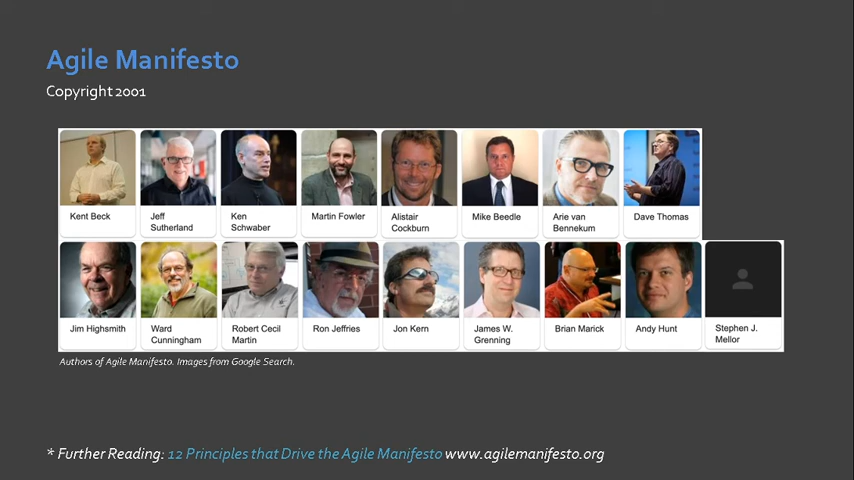 Agile Manifesto
Copyright 2001
Kent Beck
Jeff
Sutherland
Ken
Schwaber
Martin Fowler
Alistair
Cockburn
Mike Beedle
Arie van
Bennekum
Dave Thomas
Jim Highsmith
Ward
Cunningham
Robert Cecil
Martin
Ron Jeffries
Jon Kern
James W.
Grenning
Brian Marick
Andy Hunt
Stephen J.
Mellor
Authors of Agile Manifesto. Images from Google Search.
* Further Reading: 12 Principles that Drive the Agile Manifesto www.agilemanifesto.org